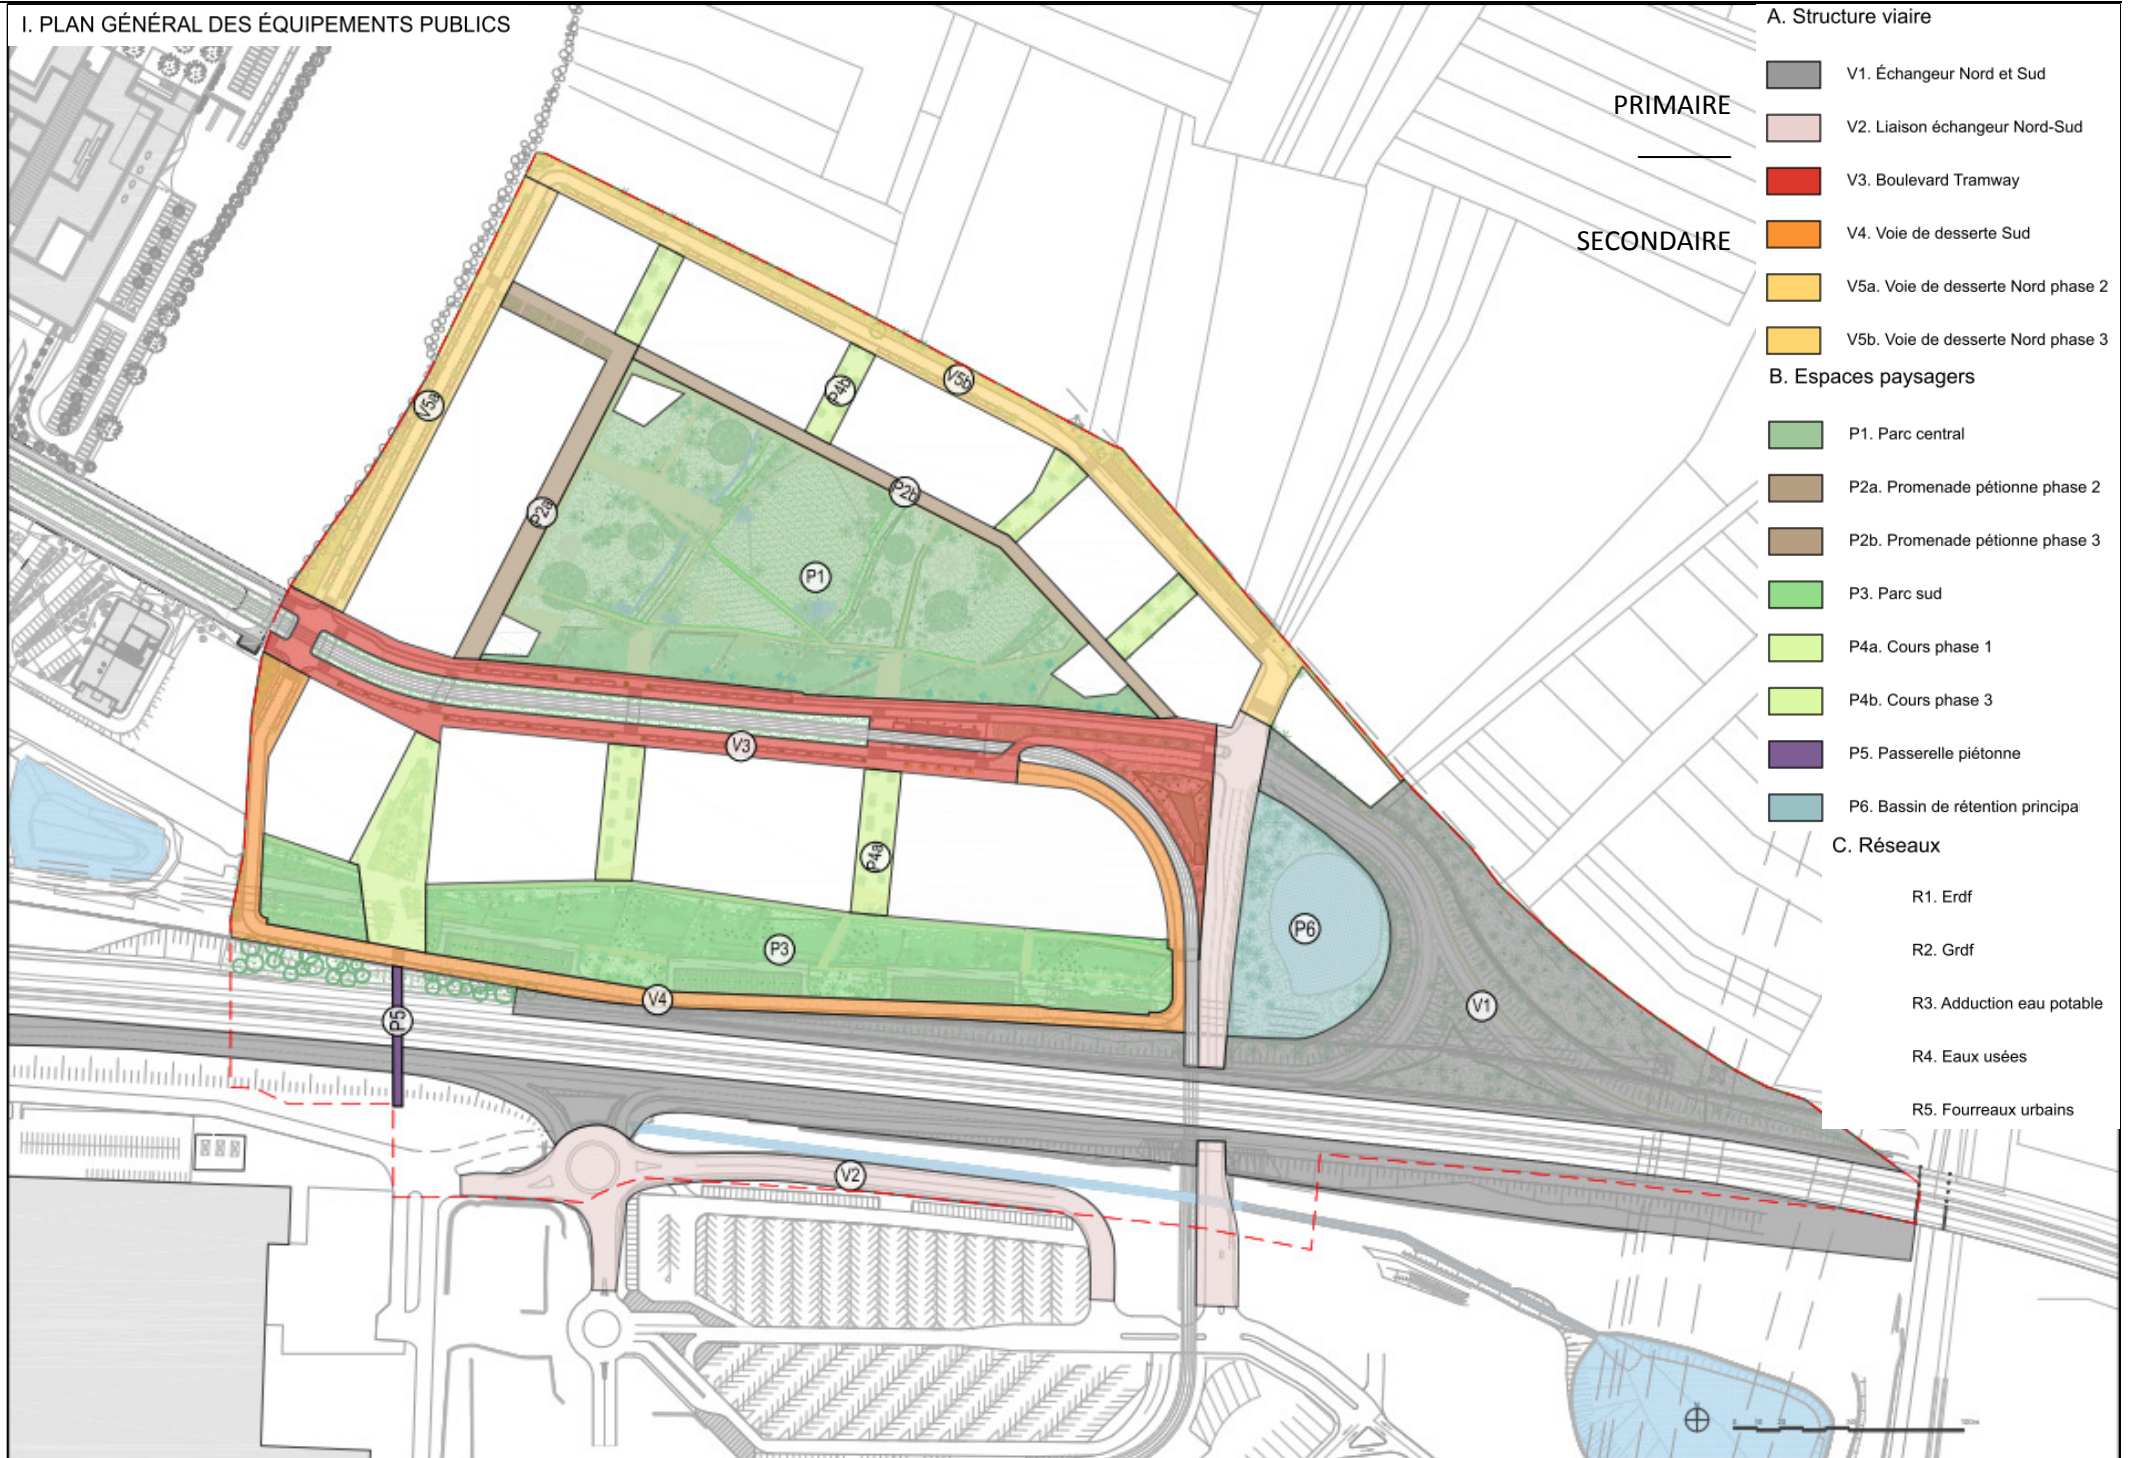 I. PLAN GÉNÉRAL DES ÉQUIPEMENTS PUBLICS
A. Structure viaire
V1. Échangeur Nord et Sud
PRIMAIRE
V2. Liaison échangeur Nord-Sud
V3. Boulevard Tramway
SECONDAIRE
V4. Voie de desserte Sud
V5a. Voie de desserte Nord phase 2
V5b. Voie de desserte Nord phase 3
B. Espaces paysagers
P1. Parc central
P2a. Promenade pétionne phase 2
P2b. Promenade pétionne phase 3
P3. Parc sud
P4a. Cours phase 1
P4b. Cours phase 3
P5. Passerelle piétonne
P6. Bassin de rétention principa
C. Réseaux
R1. Erdf
R2. Grdf
R3. Adduction eau potable
R4. Eaux usées
R5. Fourreaux urbains
V5a
P4b
V5b
P2a
P2b
P1
V3
P4a
P3
P6
V4
V1
P5
V2